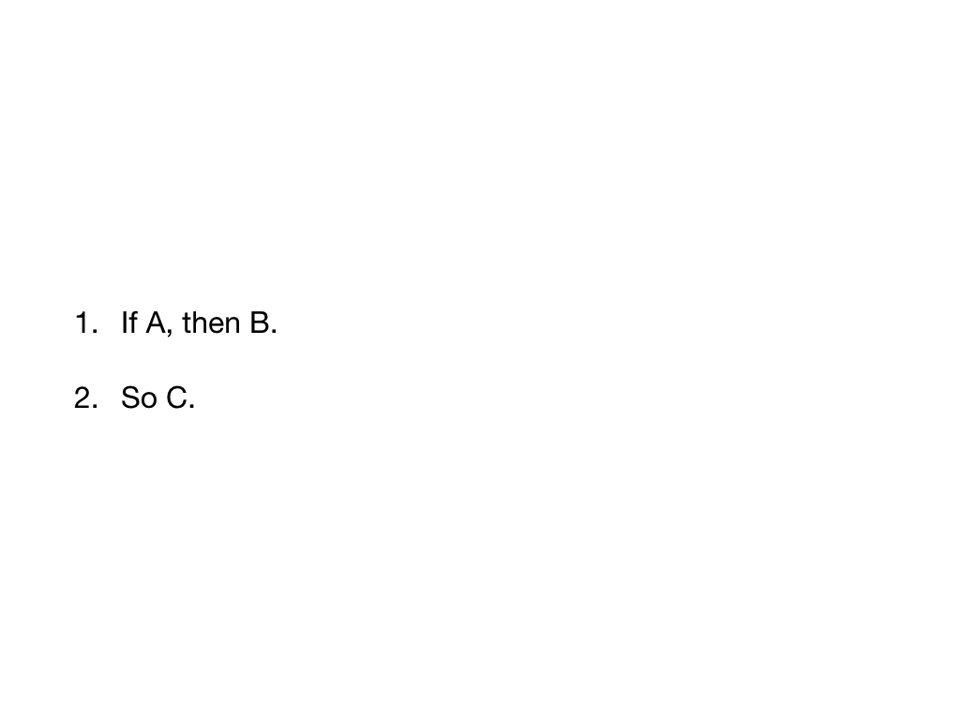 1. If A, then B.
2. So C.